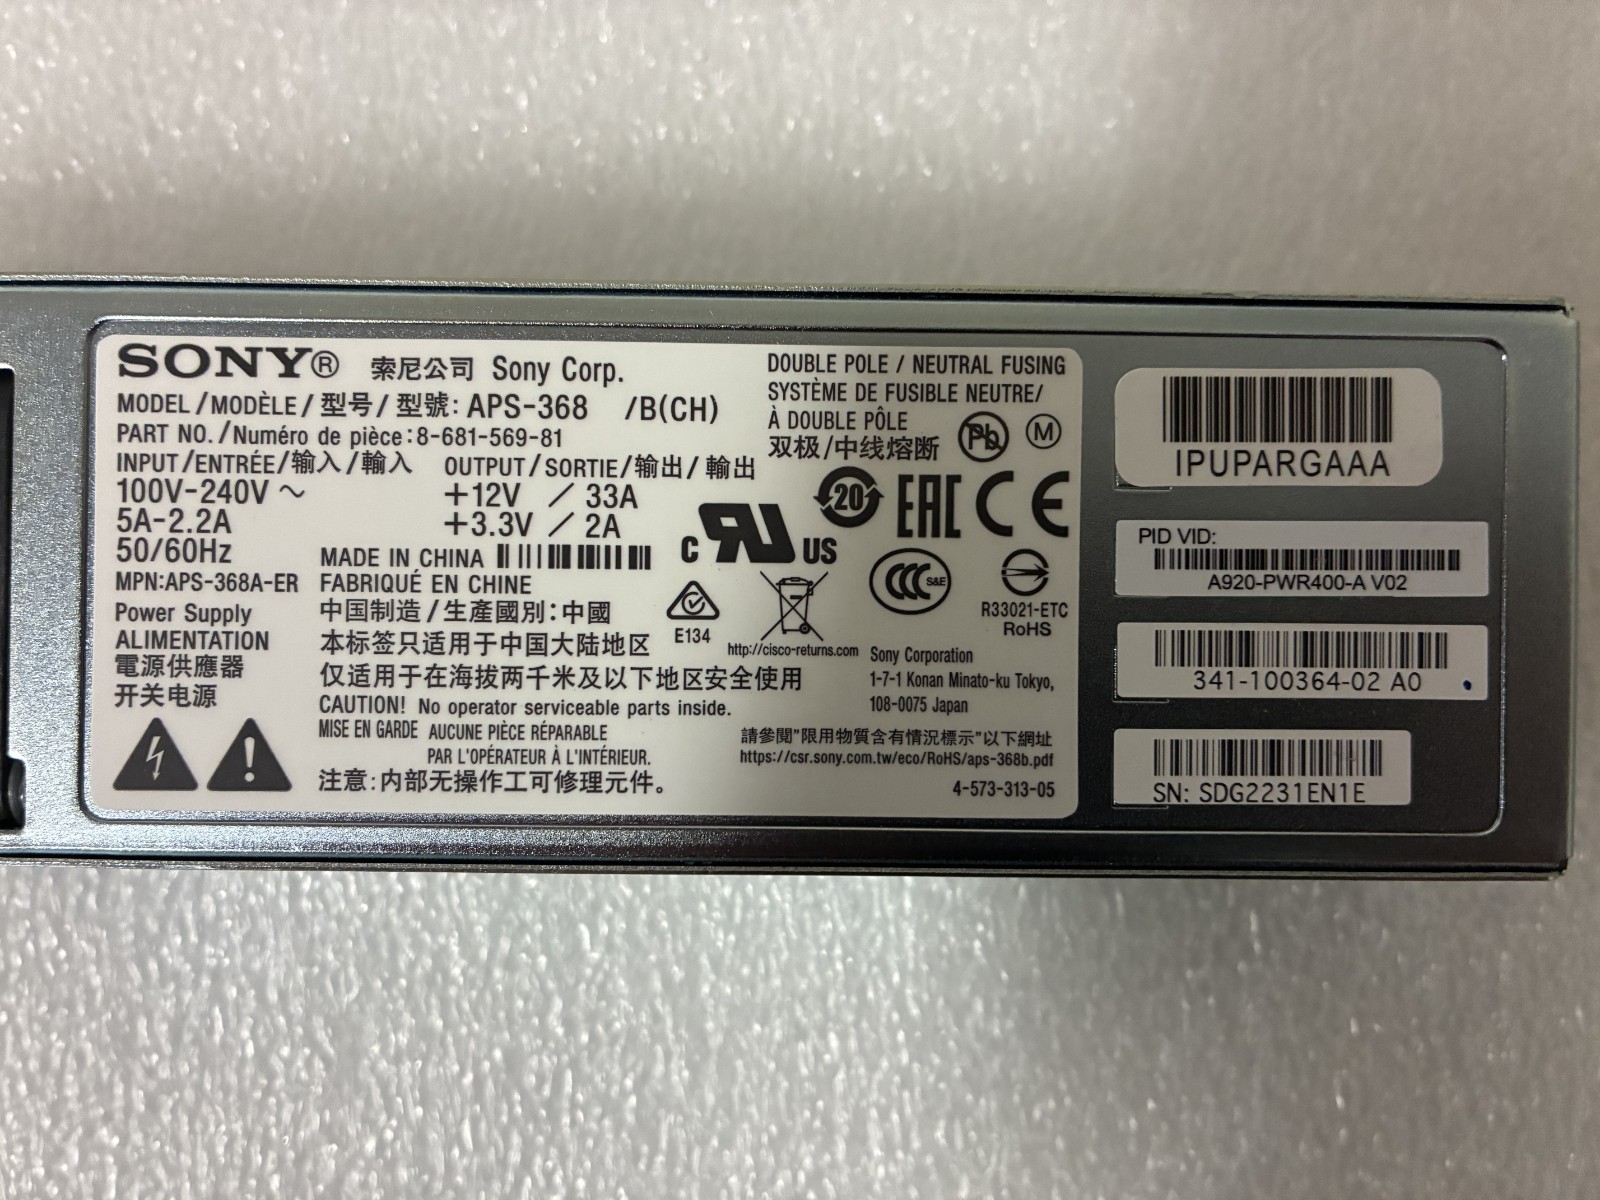 SONY® 索尼公司 Sony Corp.
MODEL/MODÈLE/型号/型號: APS-368 /B(CH)
PART NO./Numéro de pièce:8-681-569-81
INPUT/ENTRÉE/输入/輸入 OUTPUT/SORTIE/输出/輸出
100V-240V ～ +12V / 33A
5A-2.2A +3.3V / 2A
50/60Hz
MADE IN CHINA
MPN:APS-368A-ER FABRIQUÉ EN CHINE
Power Supply 中国制造/生產國別:中國
ALIMENTATION 本标签只适用于中国大陆地区
電源供應器 仅适用于在海拔两千米及以下地区安全使用
开关电源
CAUTION! No operator serviceable parts inside.
MISE EN GARDE AUCUNE PIÈCE RÉPARABLE
PAR L'OPÉRATEUR À L'INTÉRIEUR.
注意:内部无操作工可修理元件。
DOUBLE POLE / NEUTRAL FUSING
SYSTÈME DE FUSIBLE NEUTRE/
À DOUBLE PÔLE
双极/中线熔断
Pb M
20 EAC CE
c RU US
CCC S&E
E134
R33021-ETC
RoHS
http://cisco-returns.com
Sony Corporation
1-7-1 Konan Minato-ku Tokyo,
108-0075 Japan
請參閱"限用物質含有情況標示"以下網址
https://csr.sony.com.tw/eco/RoHS/aps-368b.pdf
4-573-313-05
IPUPARGAAA
PID VID:
A920-PWR400-A V02
341-100364-02 A0
SN: SDG2231EN1E